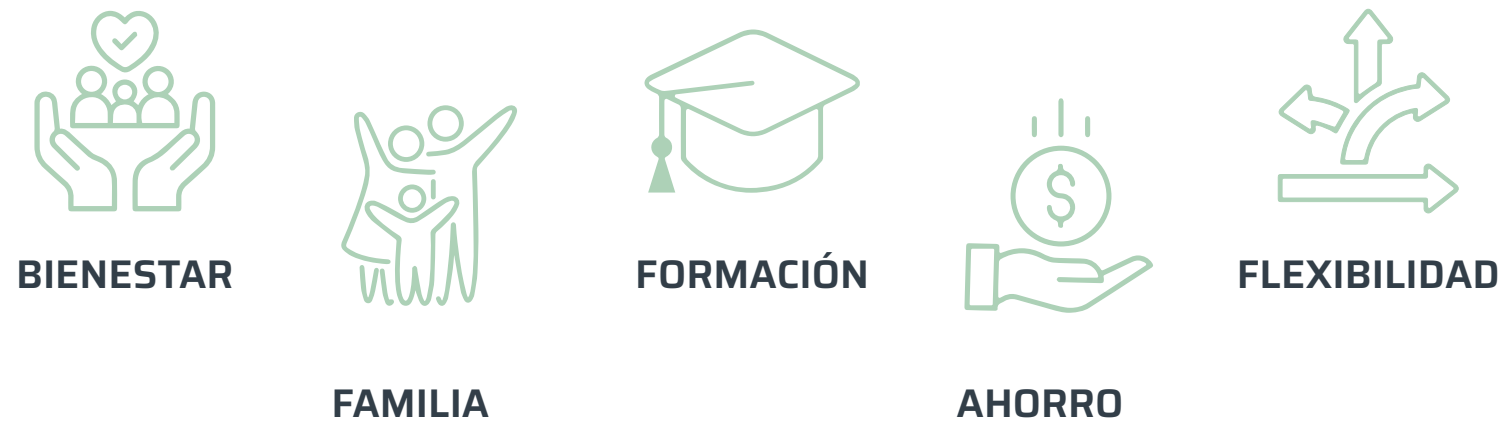 BIENESTAR
FAMILIA
FORMACIÓN
AHORRO
FLEXIBILIDAD